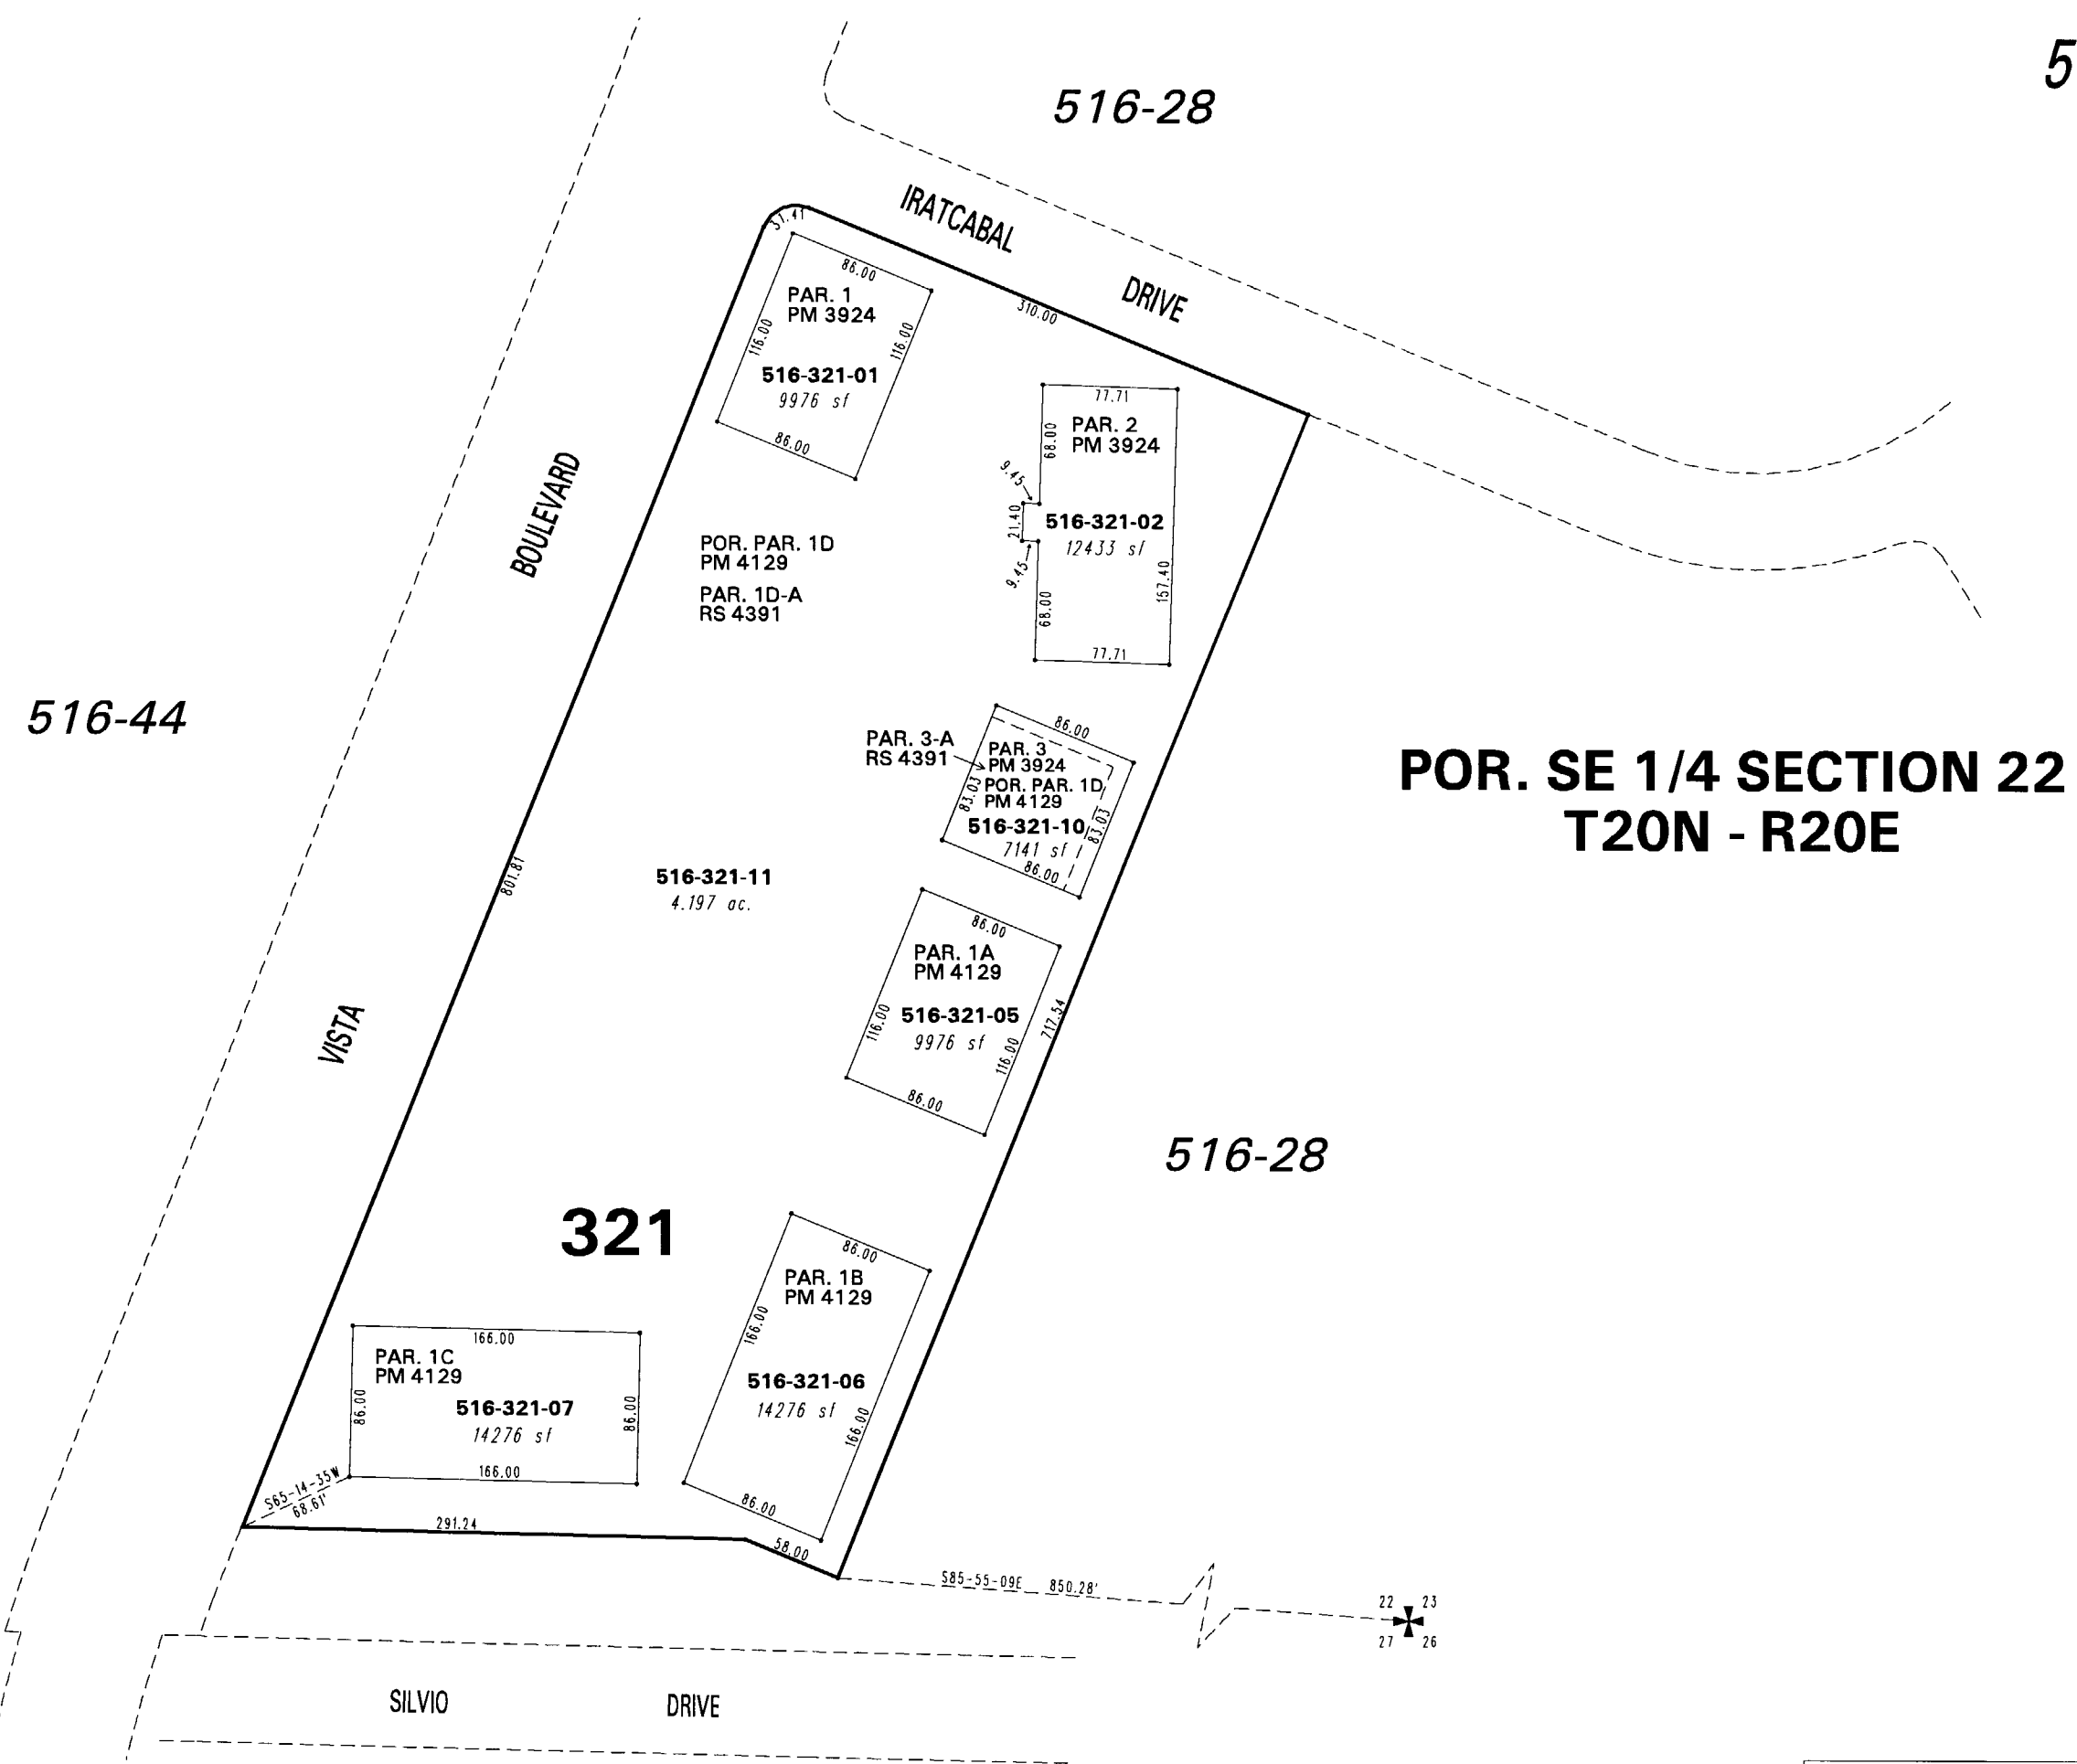 5
516-28
IRATCABAL
DRIVE
31.41
310.00
86.00
PAR. 1
PM 3924
116.00
116.00
516-321-01
9976 sf
86.00
77.71
PAR. 2
PM 3924
68.00
9.45
21.40
516-321-02
12433 sf
9.45
157.40
68.00
77.71
BOULEVARD
POR. PAR. 1D
PM 4129
PAR. 1D-A
RS 4391
516-44
86.00
PAR. 3-A
RS 4391
PAR. 3
PM 3924
POR. PAR. 1D
PM 4129
83.03
83.03
516-321-10
7141 sf
86.00
POR. SE 1/4 SECTION 22
T20N - R20E
801.81
516-321-11
4.197 ac.
86.00
PAR. 1A
PM 4129
116.00
516-321-05
9976 sf
116.00
717.54
86.00
VISTA
516-28
321
86.00
PAR. 1B
PM 4129
166.00
516-321-06
14276 sf
166.00
86.00
166.00
PAR. 1C
PM 4129
86.00
516-321-07
14276 sf
86.00
166.00
S65-14-35W
68.61'
291.24
58.00
S85-55-09E 850.28'
22 23
27 26
SILVIO DRIVE